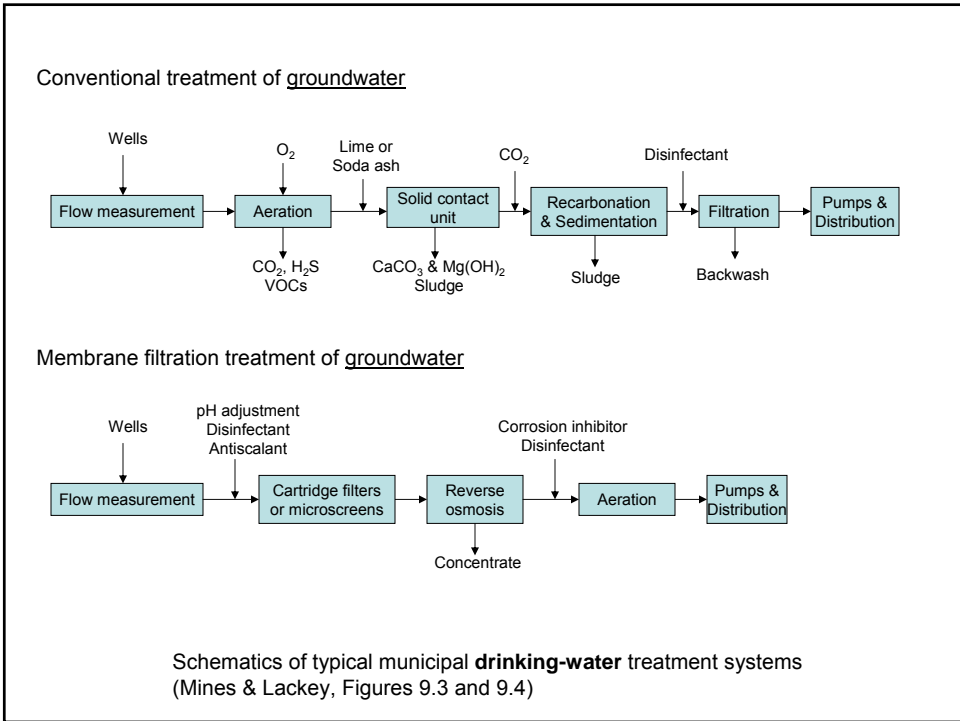 Conventional treatment of groundwater
Wells
O₂
Lime or
Soda ash
CO₂
Disinfectant
Flow measurement
Aeration
Solid contact
unit
Recarbonation
& Sedimentation
Filtration
Pumps &
Distribution
CO₂, H₂S
VOCs
CaCO₃ & Mg(OH)₂
Sludge
Sludge
Backwash
Membrane filtration treatment of groundwater
Wells
pH adjustment
Disinfectant
Antiscalant
Corrosion inhibitor
Disinfectant
Flow measurement
Cartridge filters
or microscreens
Reverse
osmosis
Aeration
Pumps &
Distribution
Concentrate
Schematics of typical municipal drinking-water treatment systems
(Mines & Lackey, Figures 9.3 and 9.4)